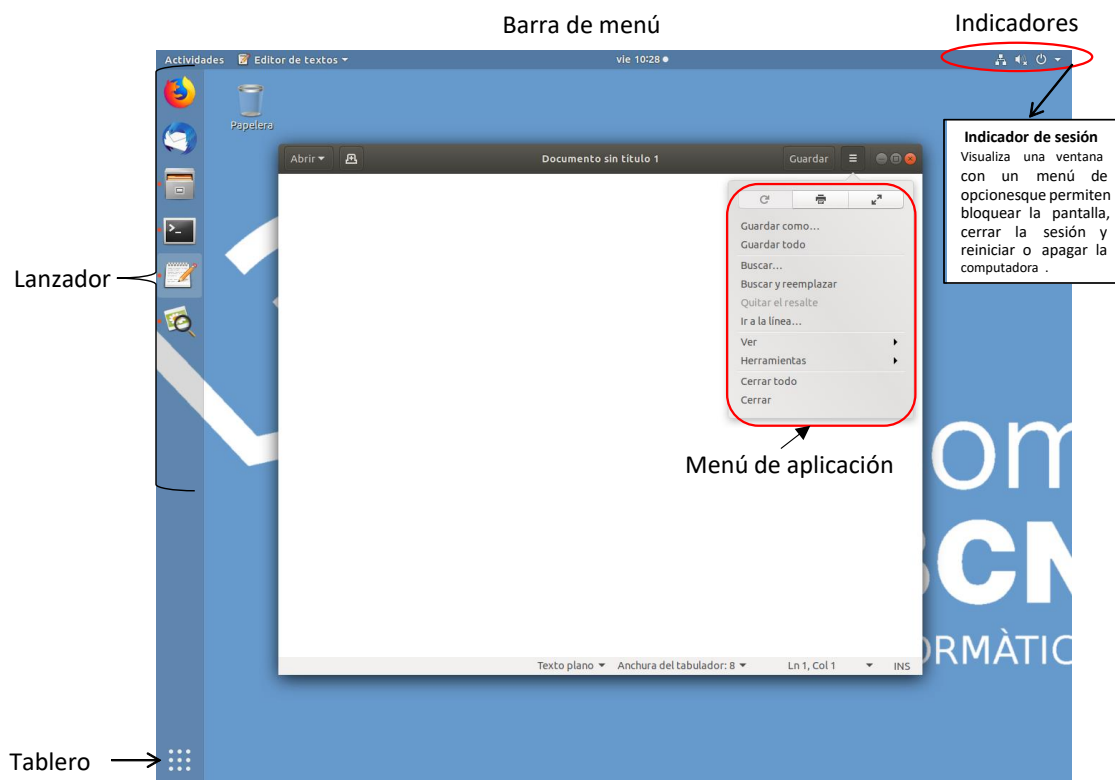 Barra de menú
Indicadores
Actividades Editor de textos
vie 10:28
Papelera
Abrir
Documento sin título 1
Guardar
Indicador de sesión
Visualiza una ventana
con un menú de
opcionesque permiten
bloquear la pantalla,
cerrar la sesión y
reiniciar o apagar la
computadora .
Guardar como...
Guardar todo
Buscar...
Buscar y reemplazar
Quitar el resalte
Ir a la línea...
Ver
Herramientas
Cerrar todo
Cerrar
Lanzador
Menú de aplicación
om
BCN
ORMÀTIC
Texto plano Anchura del tabulador: 8 Ln 1, Col 1 INS
Tablero